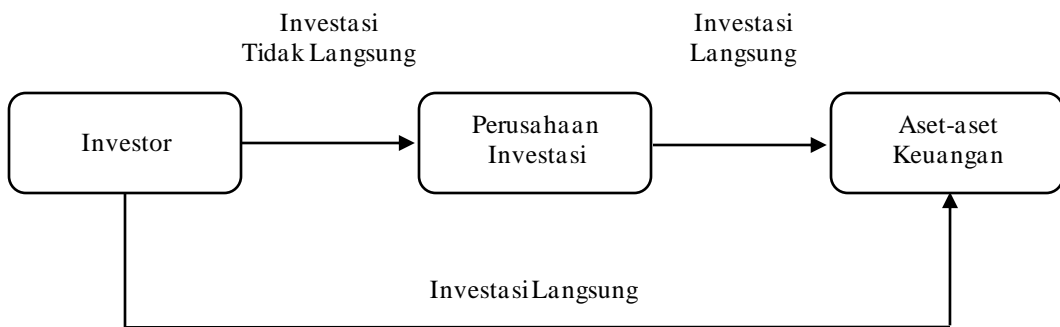 Investasi
Tidak Langsung
Investasi
Langsung
Investor
Perusahaan
Investasi
Aset-aset
Keuangan
Investasi Langsung